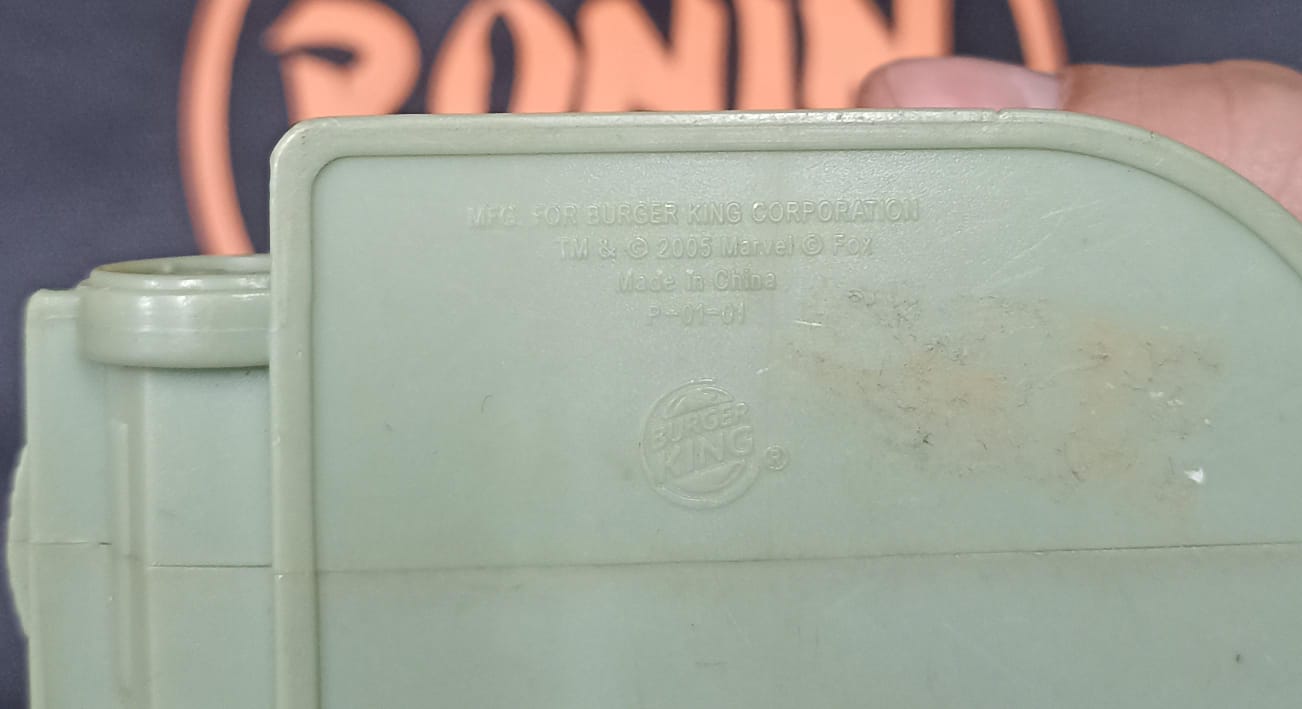 RONIN
MFG. FOR BURGER KING CORPORATION
TM & © 2005 Marvel © Fox
Made in China
P-01-01
BURGER
KING
®